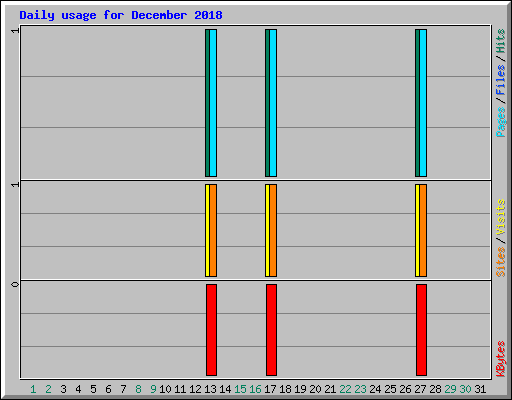 Daily usage for December 2018
1
Pages/Files/Hits
1
Sites/Visits
0
KBytes
1 2 3 4 5 6 7 8 9 10 11 12 13 14 15 16 17 18 19 20 21 22 23 24 25 26 27 28 29 30 31